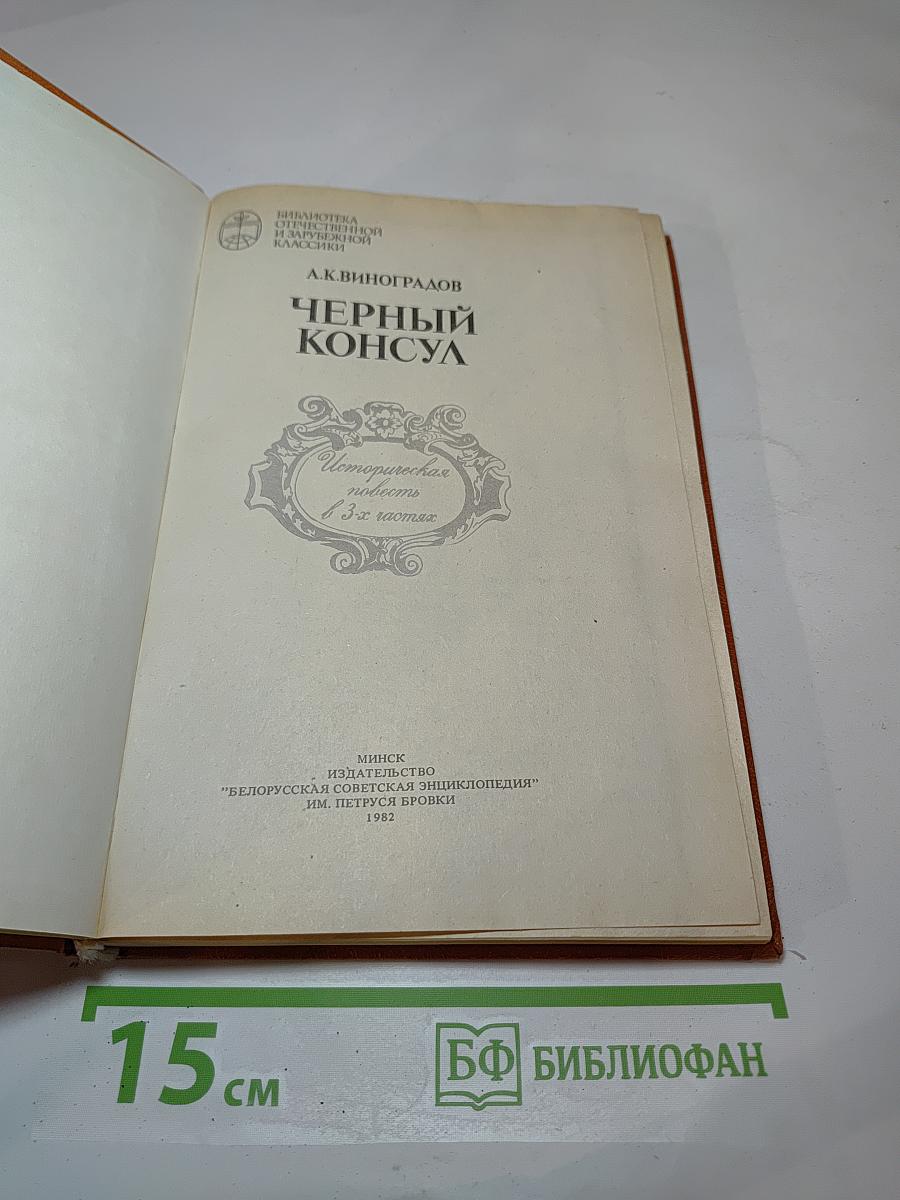 БИБЛИОТЕКА
ОТЕЧЕСТВЕННОЙ
И ЗАРУБЕЖНОЙ
КЛАССИКИ
А.К.ВИНОГРАДОВ
ЧЕРНЫЙ
КОНСУЛ
Историческая
повесть
в 3-х частях
МИНСК
ИЗДАТЕЛЬСТВО
"БЕЛОРУССКАЯ СОВЕТСКАЯ ЭНЦИКЛОПЕДИЯ"
ИМ. ПЕТРУСЯ БРОВКИ
1982
15 см
БФ БИБЛИОФАН